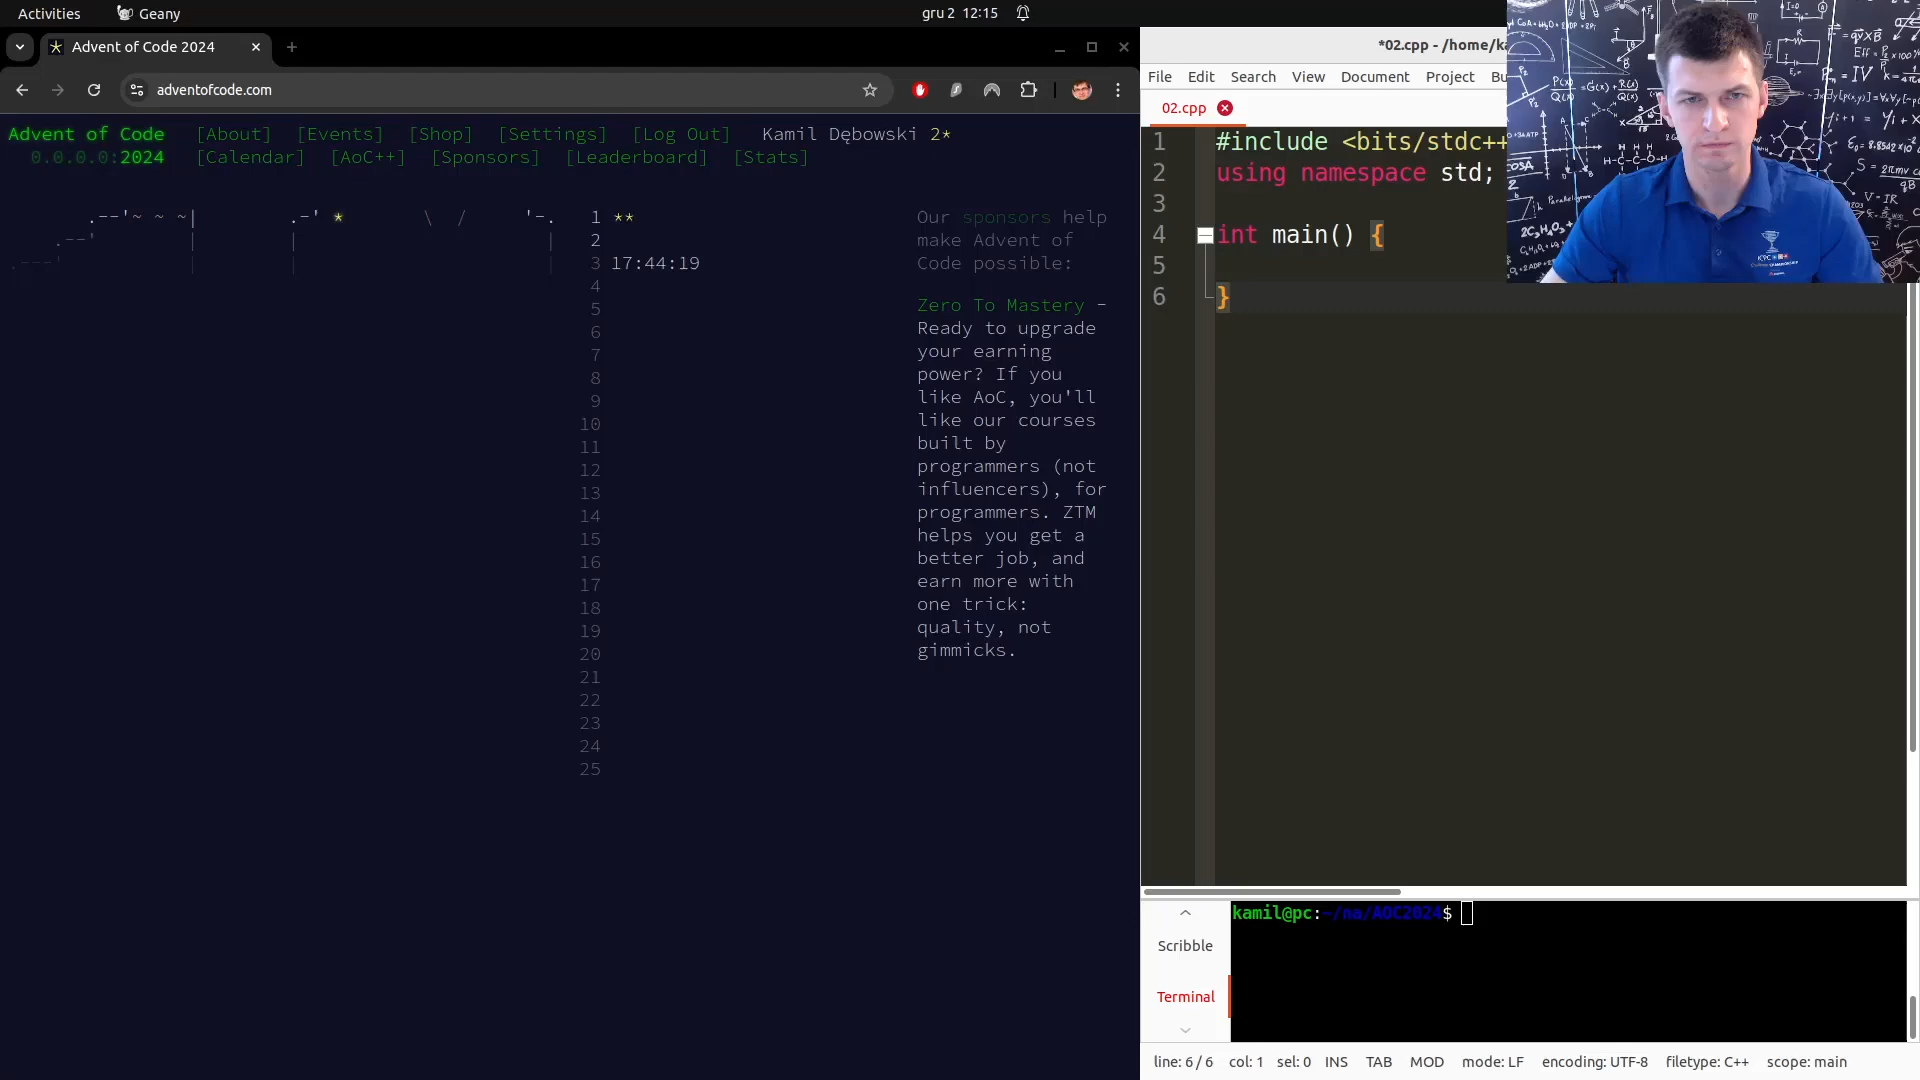 Activities Geany gru 2 12:15
Advent of Code 2024
adventofcode.com
Advent of Code [About] [Events] [Shop] [Settings] [Log Out] Kamil Dębowski 2*
0.0.0.0:2024 [Calendar] [AoC++] [Sponsors] [Leaderboard] [Stats]
.--'~ ~ ~| .-' * \ / '-. 1 **
.--' | | | 2
.---' | | | 3 17:44:19
4
5
6
7
8
9
10
11
12
13
14
15
16
17
18
19
20
21
22
23
24
25
Our sponsors help
make Advent of
Code possible:
Zero To Mastery -
Ready to upgrade
your earning
power? If you
like AoC, you'll
like our courses
built by
programmers (not
influencers), for
programmers. ZTM
helps you get a
better job, and
earn more with
one trick:
quality, not
gimmicks.
*02.cpp - /home/ka
File Edit Search View Document Project Bu
02.cpp
1 #include <bits/stdc++
2 using namespace std;
3
4 int main() {
5
6 }
Scribble
Terminal
kamil@pc:~/na/AOC2024$
line: 6 / 6 col: 1 sel: 0 INS TAB MOD mode: LF encoding: UTF-8 filetype: C++ scope: main